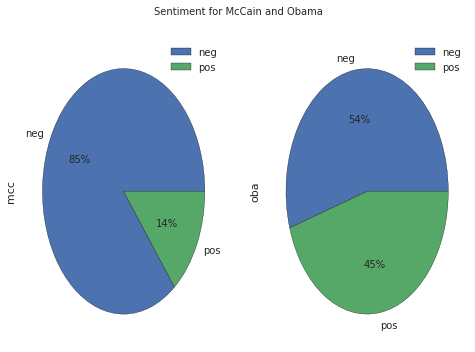 Sentiment for McCain and Obama
neg
pos
neg
85%
14%
pos
mcc
neg
pos
neg
54%
45%
pos
oba